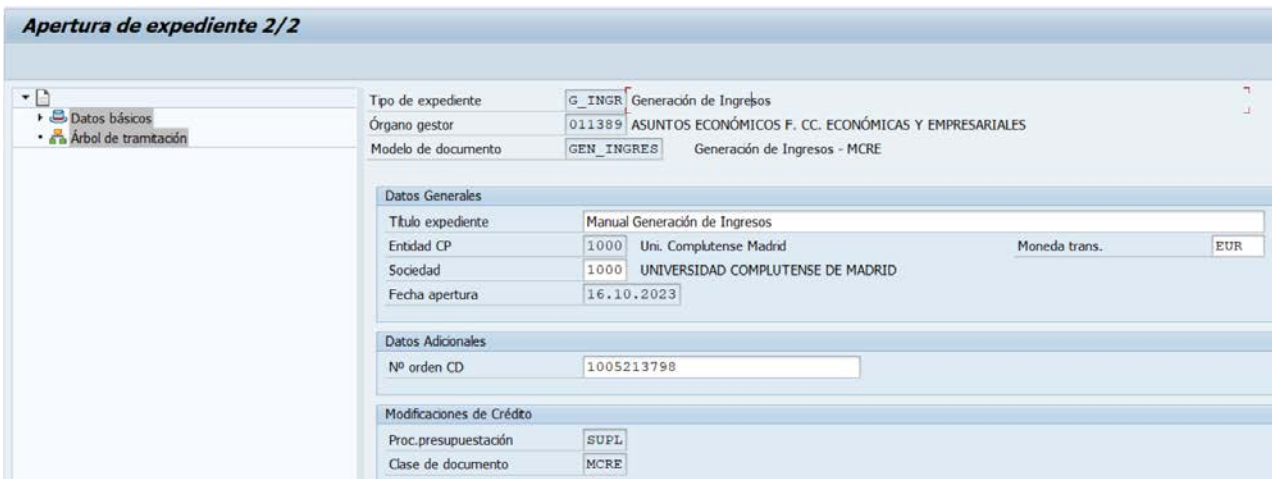 Apertura de expediente 2/2
Datos básicos
Árbol de tramitación
Tipo de expediente G_INGR Generación de Ingresos
Órgano gestor 011389 ASUNTOS ECONÓMICOS F. CC. ECONÓMICAS Y EMPRESARIALES
Modelo de documento GEN_INGRES Generación de Ingresos - MCRE
Datos Generales
Título expediente Manual Generación de Ingresos
Entidad CP 1000 Uni. Complutense Madrid Moneda trans. EUR
Sociedad 1000 UNIVERSIDAD COMPLUTENSE DE MADRID
Fecha apertura 16.10.2023
Datos Adicionales
Nº orden CD 1005213798
Modificaciones de Crédito
Proc.presupuestación SUPL
Clase de documento MCRE